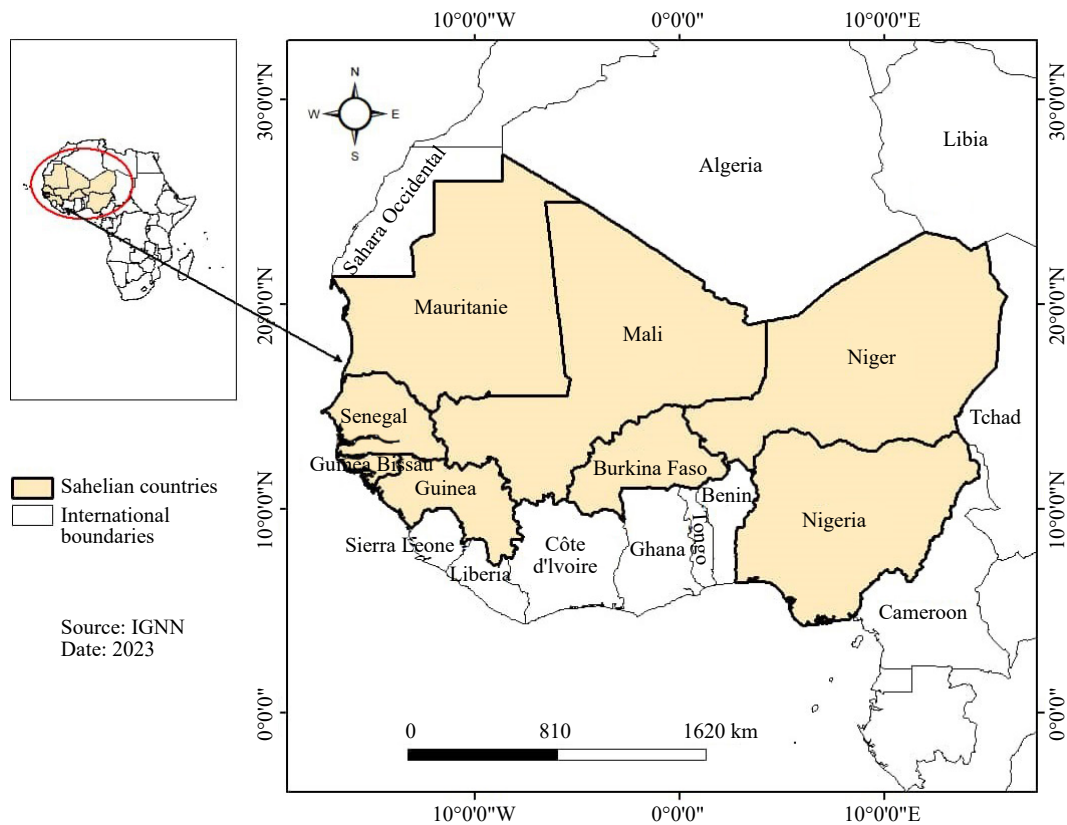 10°0'0"W 0°0'0" 10°0'0"E
30°0'0"N
20°0'0"N
10°0'0"N
0°0'0"
N
W E
S
Sahara Occidental
Algeria
Libia
Mauritanie
Mali
Niger
Tchad
Senegal
Guinea Bissau
Guinea
Burkina Faso
Benin
Nigeria
Sierra Leone
Liberia
Côte
d'Ivoire
Ghana
Tongo
Cameroon
Sahelian countries
International
boundaries
Source: IGNN
Date: 2023
0 810 1620 km
30°0'0"N
20°0'0"N
10°0'0"N
0°0'0"
10°0'0"W 0°0'0" 10°0'0"E